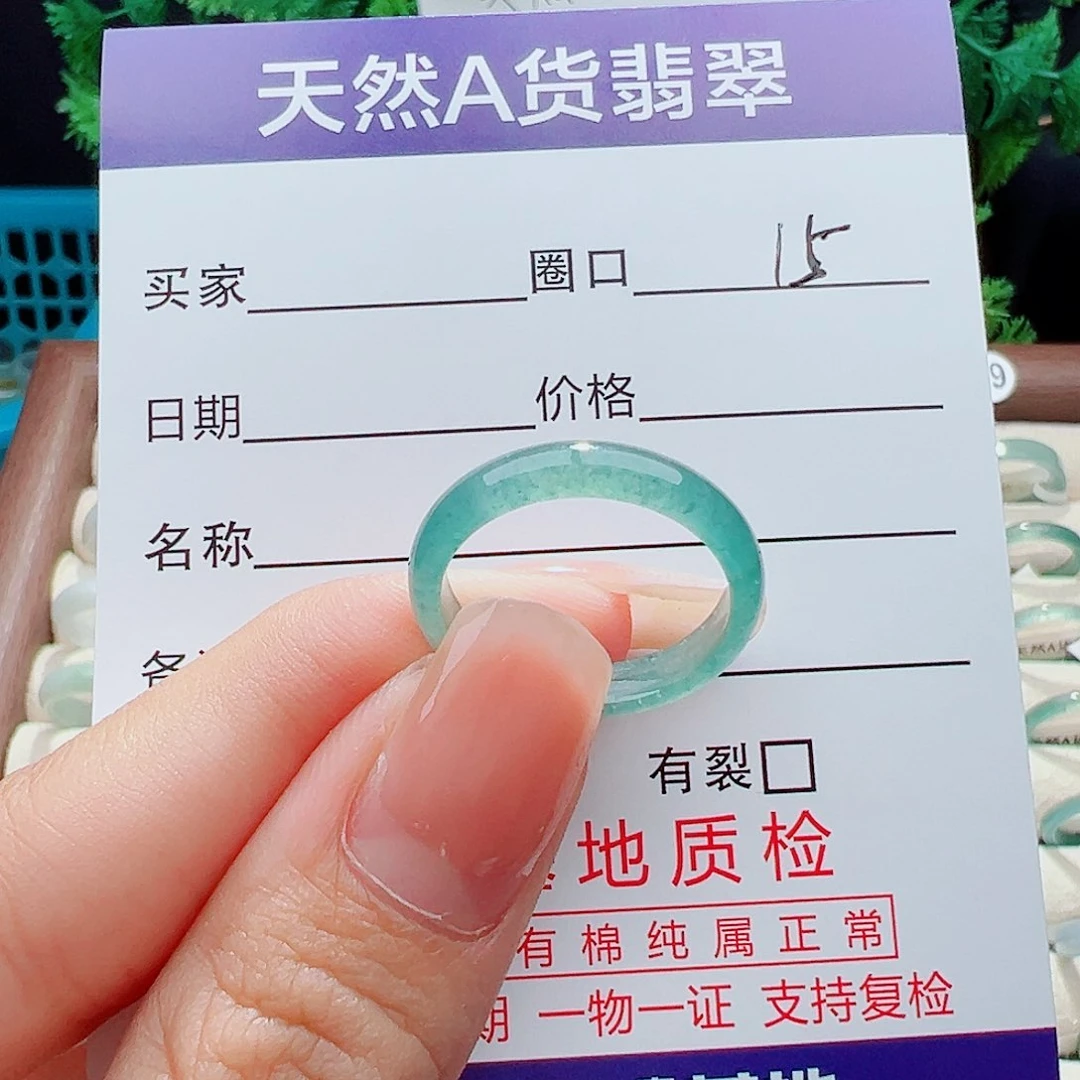 天然A货翡翠
买家 圈口 15
日期 价格
名称
有裂□
地质检
有棉纯属正常
期 一物一证 支持复检